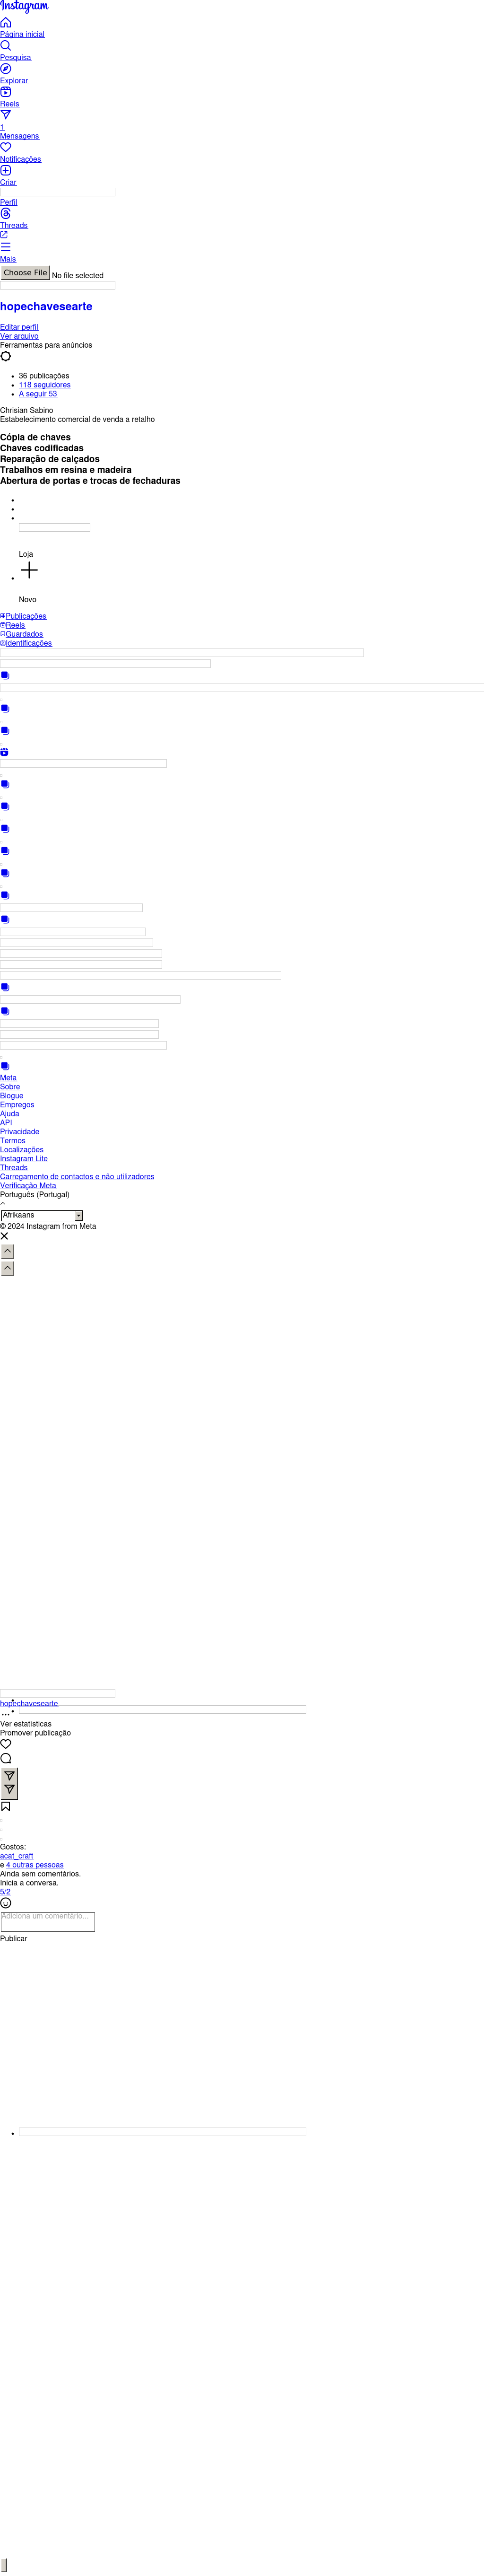 Instagram
Página inicial
Pesquisa
Explorar
Reels
1
Mensagens
Notificações
Criar
Perfil
Threads
Mais
Choose File No file selected
hopechavesearte
Editar perfil
Ver arquivo
Ferramentas para anúncios
36 publicações
118 seguidores
A seguir 53
Chrisian Sabino
Estabelecimento comercial de venda a retalho
Cópia de chaves
Chaves codificadas
Reparação de calçados
Trabalhos em resina e madeira
Abertura de portas e trocas de fechaduras
Loja
Novo
Publicações
Reels
Guardados
Identificações
Meta
Sobre
Blogue
Empregos
Ajuda
API
Privacidade
Termos
Localizações
Instagram Lite
Threads
Carregamento de contactos e não utilizadores
Verificação Meta
Português (Portugal)
Afrikaans
© 2024 Instagram from Meta
hopechavesearte
Ver estatísticas
Promover publicação
Gostos:
acat_craft
e 4 outras pessoas
Ainda sem comentários.
Inicia a conversa.
5/2
Adiciona um comentário...
Publicar